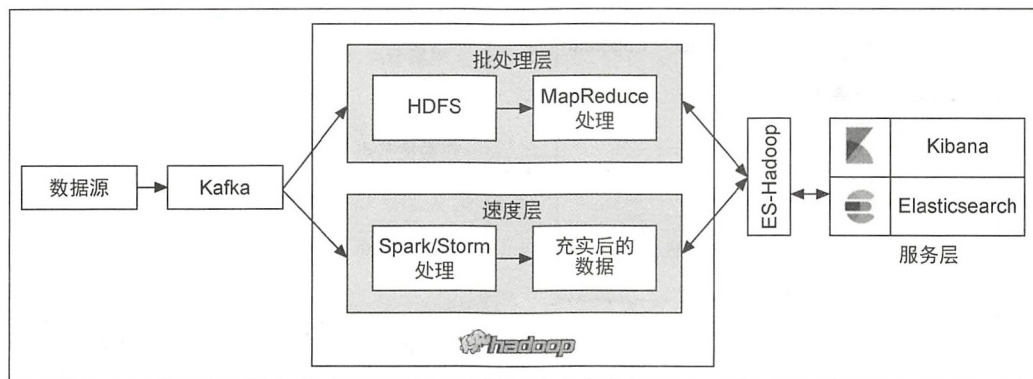 数据源
Kafka
批处理层
HDFS
MapReduce
处理
速度层
Spark/Storm
处理
充实后的
数据
hadoop
ES-Hadoop
Kibana
Elasticsearch
服务层